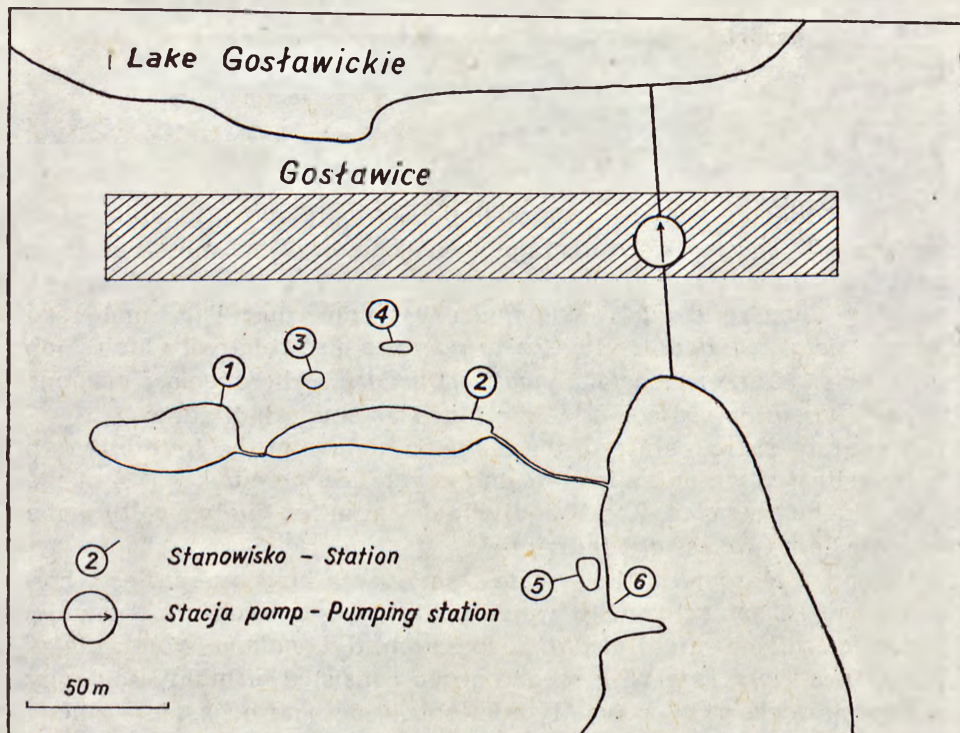 Lake Gosławickie
Gosławice
4
3
1
2
2 Stanowisko - Station
5
6
Stacja pomp - Pumping station
50 m